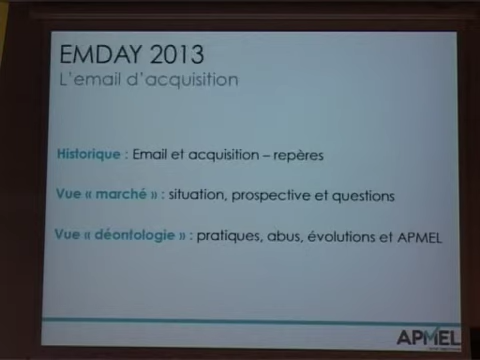 EMDAY 2013
L'email d'acquisition
Historique : Email et acquisition – repères
Vue « marché » : situation, prospective et questions
Vue « déontologie » : pratiques, abus, évolutions et APMEL
APMEL